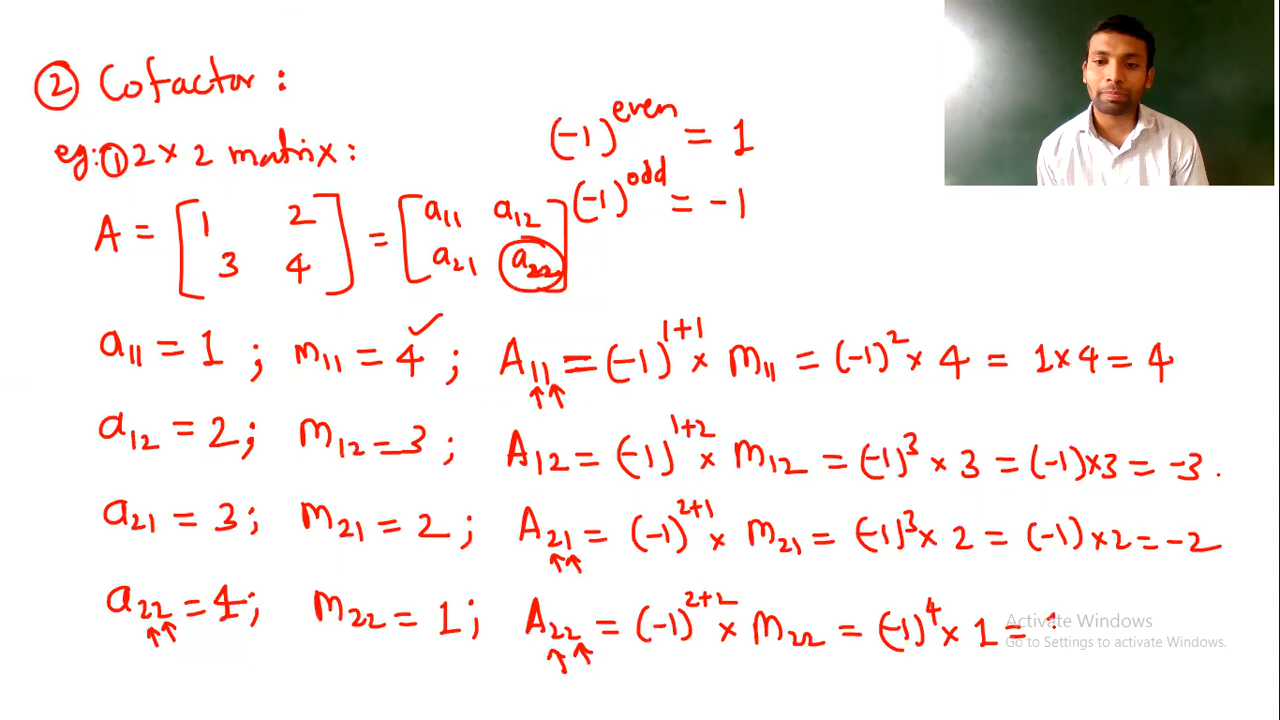 ② Cofactor :
eg: ① 2 × 2 matrix :
(-1)^even = 1
(-1)^odd = -1
A = [1 2 = [a₁₁ a₁₂
3 4] a₂₁ a₂₂]
a₁₁ = 1 ; m₁₁ = 4 ✓ ; A₁₁ = (-1)^1+1 × m₁₁ = (-1)² × 4 = 1×4 = 4
a₁₂ = 2 ; m₁₂ = 3 ; A₁₂ = (-1)^1+2 × m₁₂ = (-1)³ × 3 = (-1)×3 = -3 .
a₂₁ = 3 ; m₂₁ = 2 ; A₂₁ = (-1)^2+1 × m₂₁ = (-1)³ × 2 = (-1)×2 = -2
a₂₂ = 4 ; m₂₂ = 1 ; A₂₂ = (-1)^2+2 × m₂₂ = (-1)⁴ × 1 =
Activate Windows
Go to Settings to activate Windows.